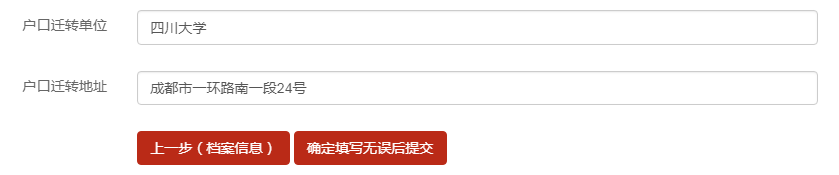 户口迁转单位 四川大学
户口迁转地址 成都市一环路南一段24号
上一步（档案信息） 确定填写无误后提交